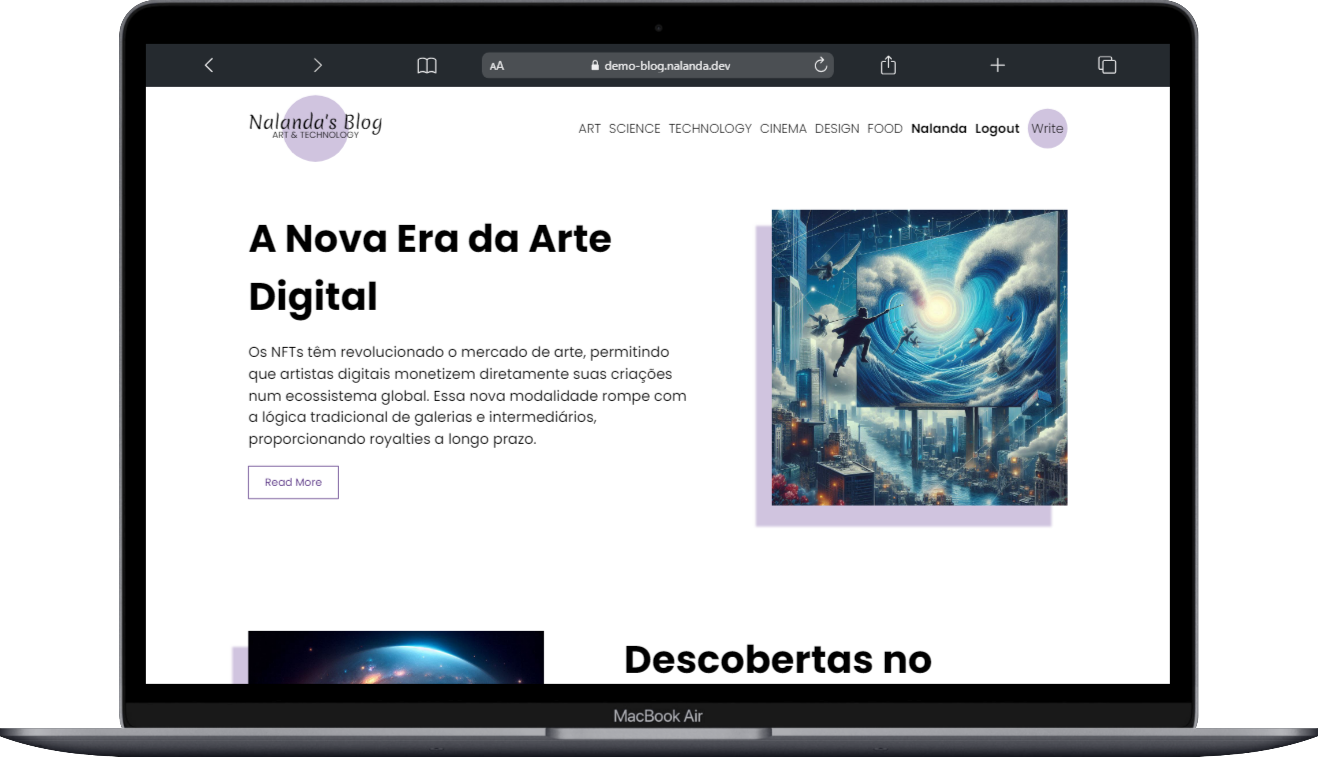 AA demo-blog.nalanda.dev
Nalanda's Blog
ART & TECHNOLOGY
ART SCIENCE TECHNOLOGY CINEMA DESIGN FOOD Nalanda Logout Write
A Nova Era da Arte
Digital
Os NFTs têm revolucionado o mercado de arte, permitindo
que artistas digitais monetizem diretamente suas criações
num ecossistema global. Essa nova modalidade rompe com
a lógica tradicional de galerias e intermediários,
proporcionando royalties a longo prazo.
Read More
Descobertas no
MacBook Air